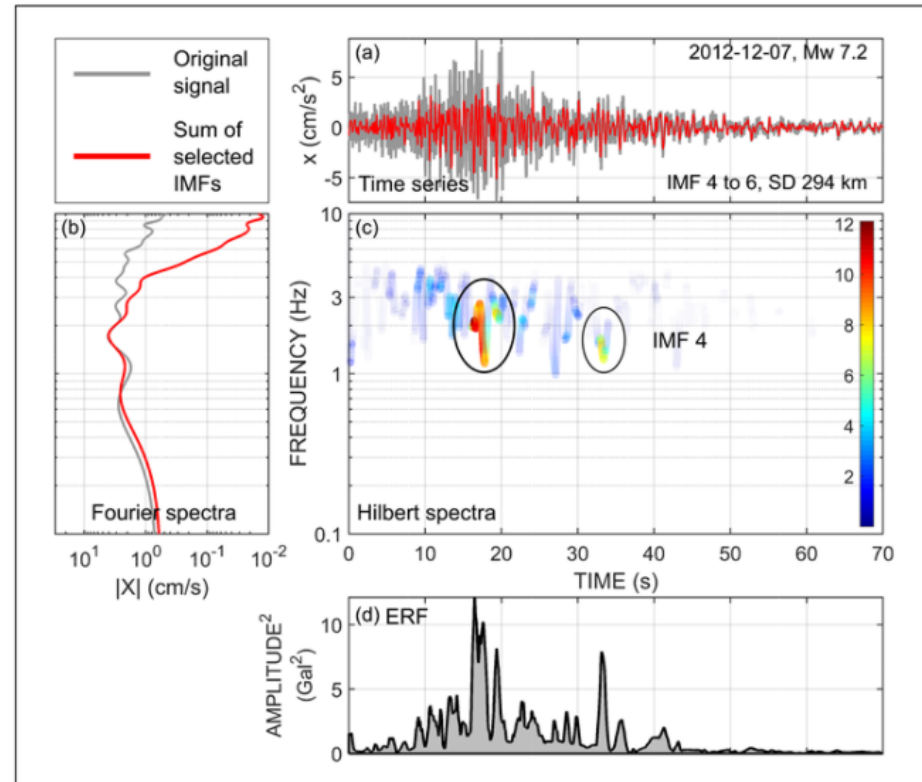 Original
signal
Sum of
selected
IMFs
(a)
2012-12-07, Mw 7.2
x (cm/s²)
5
0
-5
Time series
IMF 4 to 6, SD 294 km
(b)
Fourier spectra
10¹ 10⁰ 10⁻¹ 10⁻²
|X| (cm/s)
(c)
FREQUENCY (Hz)
10
3
1
0.1
IMF 4
12
10
8
6
4
2
Hilbert spectra
0 10 20 30 40 50 60 70
TIME (s)
(d) ERF
AMPLITUDE²
(Gal²)
10
5
0